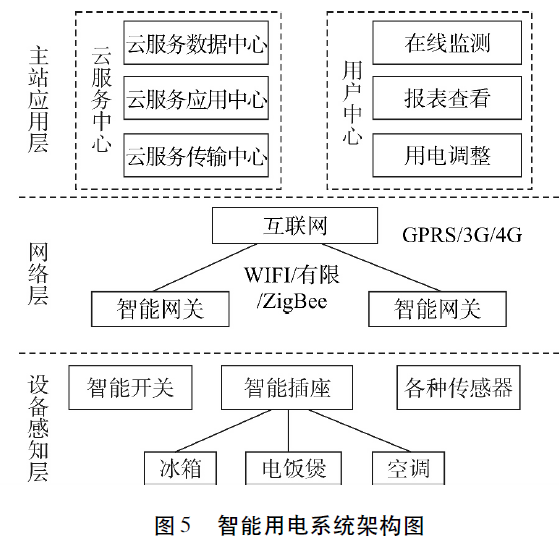 主站应用层
云服务中心
云服务数据中心
云服务应用中心
云服务传输中心
用户中心
在线监测
报表查看
用电调整
网络层
互联网
GPRS/3G/4G
WIFI/有限
/ZigBee
智能网关
智能网关
设备感知层
智能开关
智能插座
各种传感器
冰箱
电饭煲
空调
图5 智能用电系统架构图